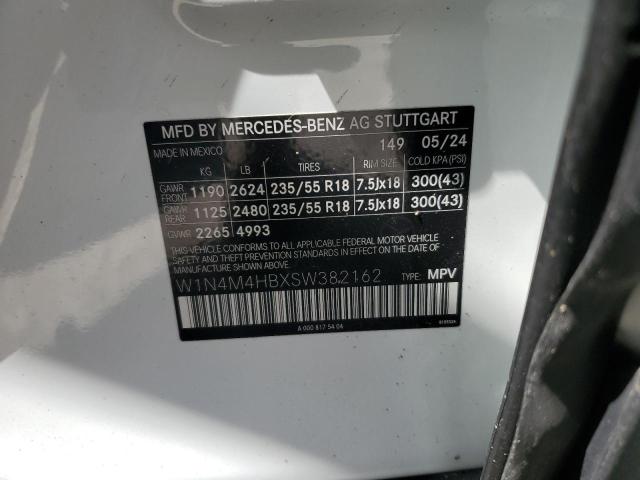 MFD BY MERCEDES-BENZ AG STUTTGART
MADE IN MEXICO 149 05/24
KG LB TIRES RIM SIZE COLD KPA (PSI)
GAWR FRONT 1190 2624 235/55 R18 7.5Jx18 300(43)
GAWR REAR 1125 2480 235/55 R18 7.5Jx18 300(43)
GVWR 2265 4993
THIS VEHICLE CONFORMS TO ALL APPLICABLE FEDERAL MOTOR VEHICLE
SAFETY AND THEFT PREVENTION STANDARDS IN EFFECT ON THE DATE
OF MANUFACTURE SHOWN ABOVE.
W1N4M4HBXSW382162 TYPE: MPV
A 000 817 54 04